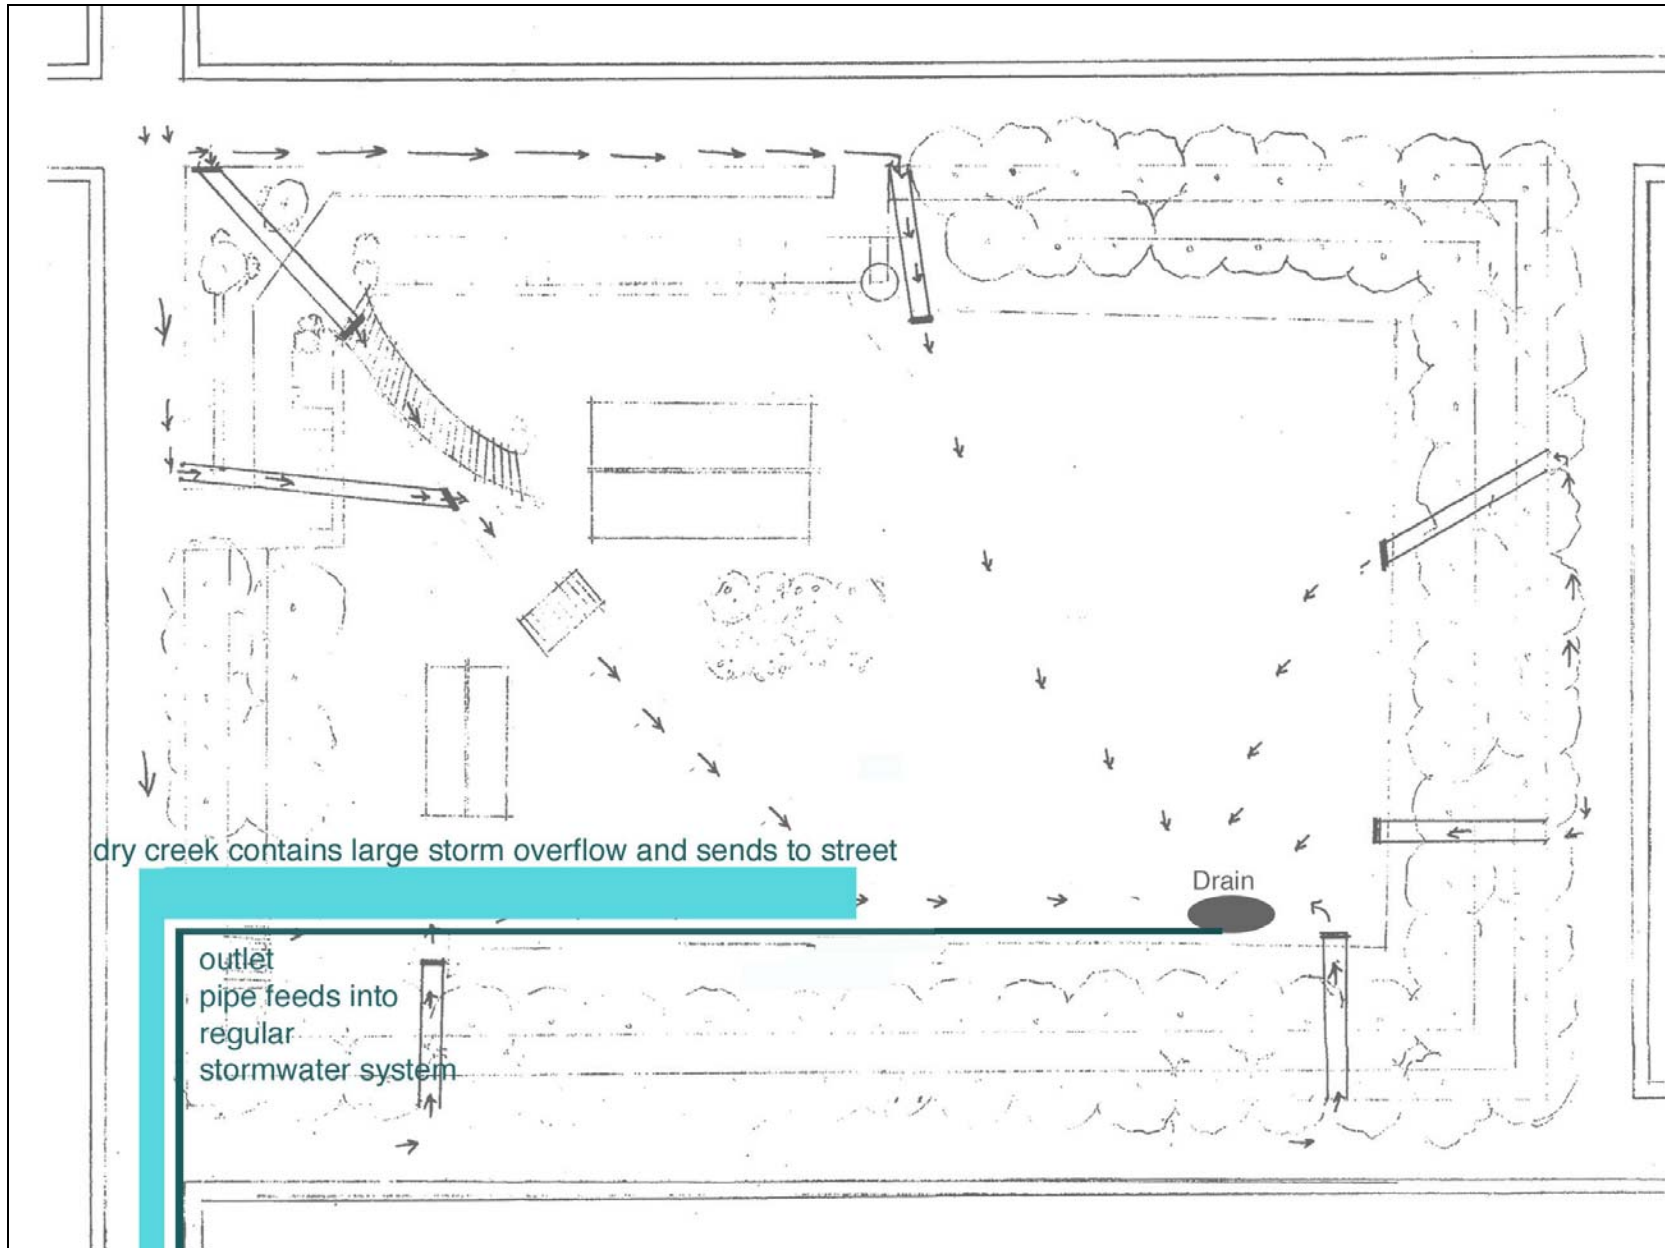 dry creek contains large storm overflow and sends to street
Drain
outlet
pipe feeds into
regular
stormwater system